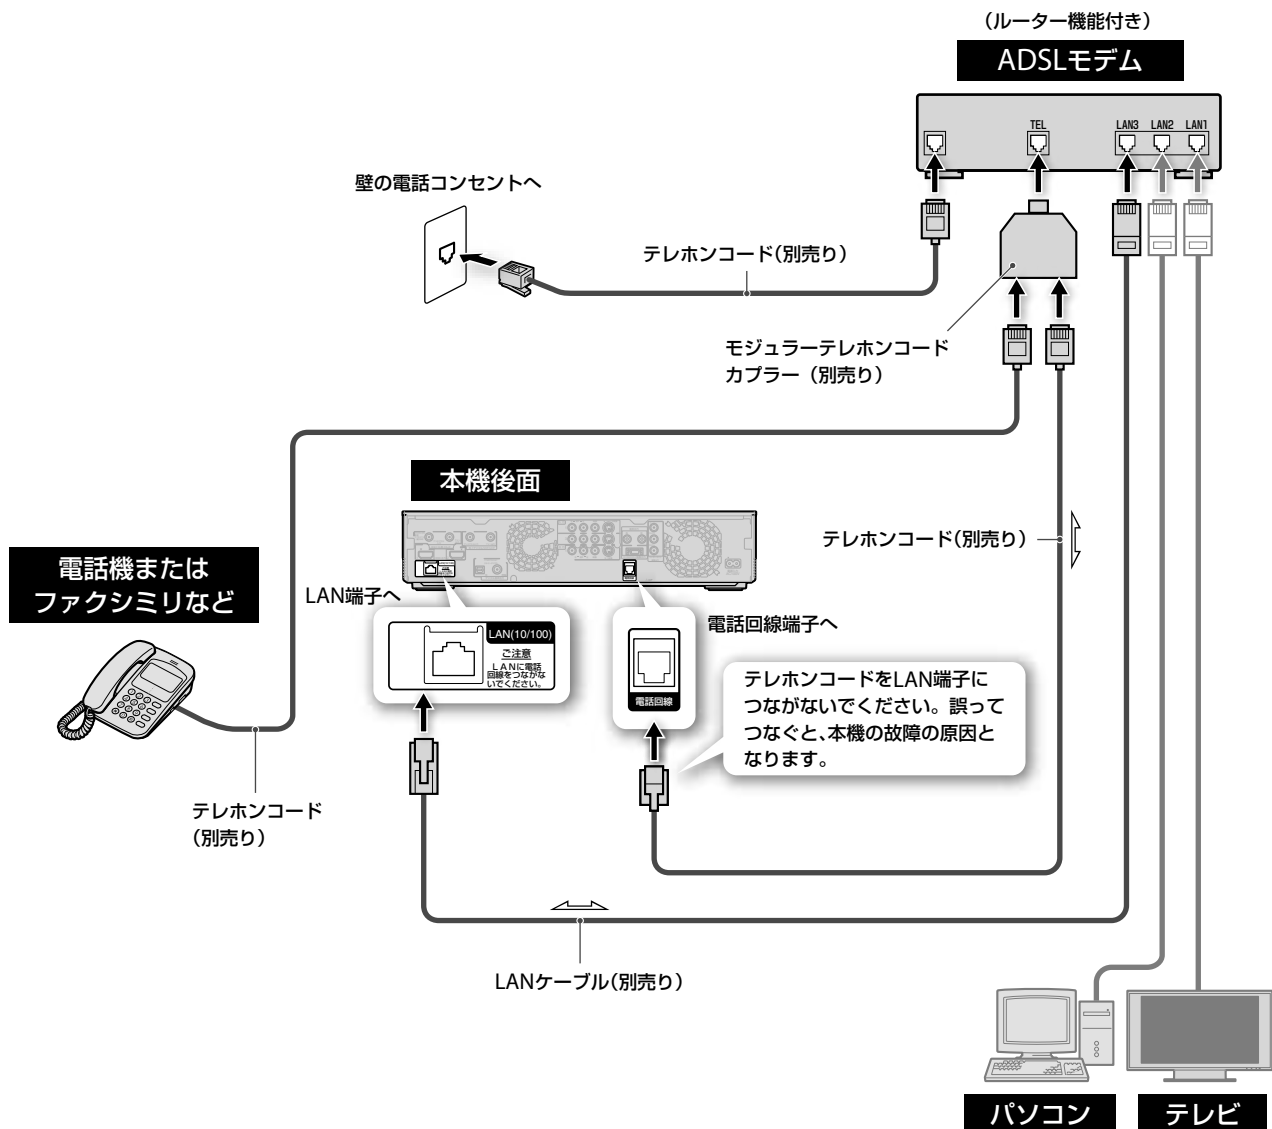 （ルーター機能付き）
ADSLモデム
TEL
LAN3 LAN2 LAN1
壁の電話コンセントへ
テレホンコード（別売り）
モジュラーテレホンコード
カプラー（別売り）
本機後面
テレホンコード（別売り）
電話機または
ファクシミリなど
LAN端子へ
LAN(10/100)
ご注意
LANに電話
回線をつながな
いでください。
電話回線端子へ
電話回線
テレホンコードをLAN端子に
つながないでください。誤って
つなぐと、本機の故障の原因と
なります。
テレホンコード
（別売り）
LANケーブル（別売り）
パソコン
テレビ